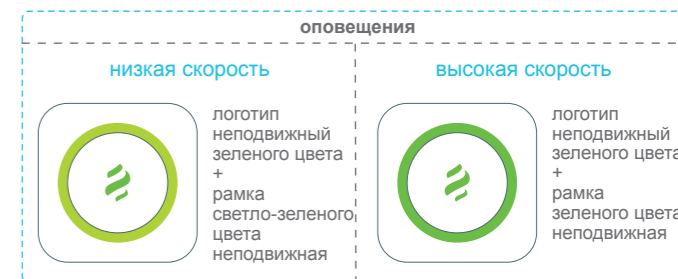 оповещения
низкая скорость
логотип
неподвижный
зеленого цвета
+
рамка
светло-зеленого
цвета
неподвижная
высокая скорость
логотип
неподвижный
зеленого цвета
+
рамка
зеленого цвета
неподвижная